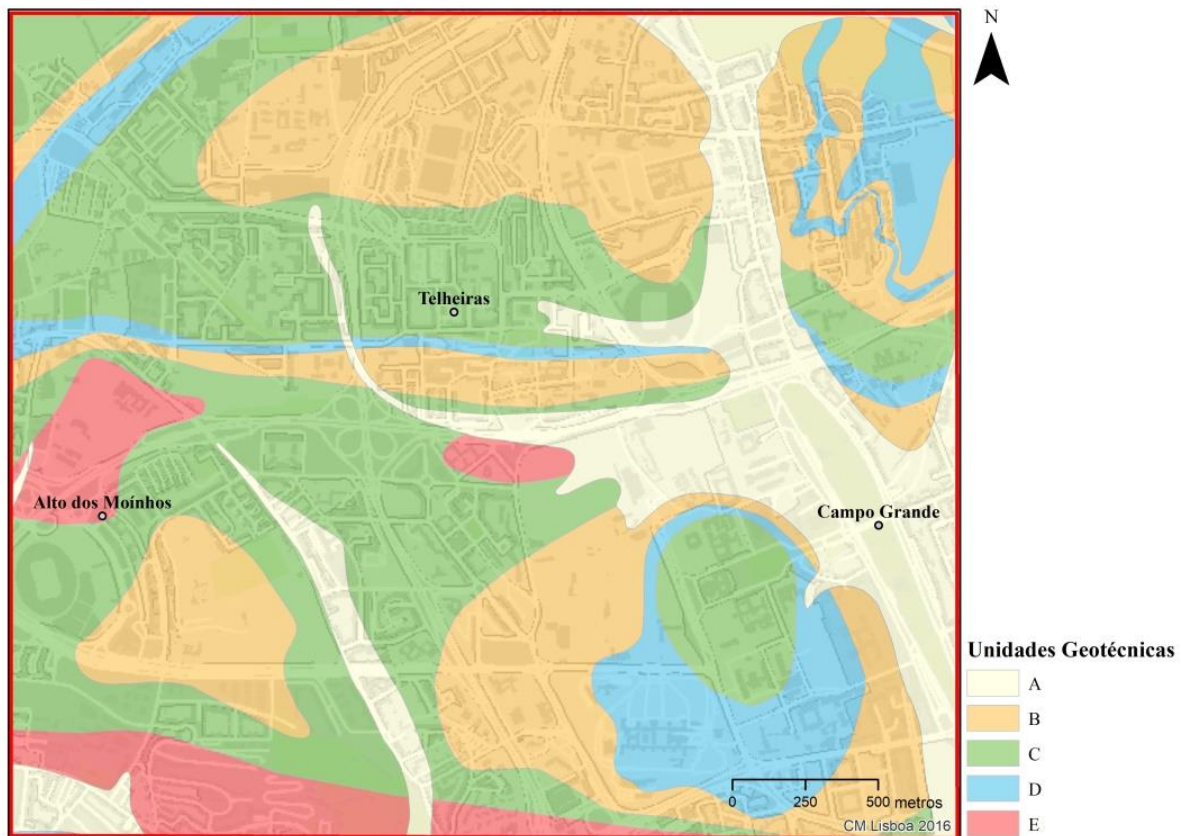 N
Telheiras
Alto dos Moínhos
Campo Grande
Unidades Geotécnicas
A
B
C
D
E
0 250 500 metros
CM Lisboa 2016